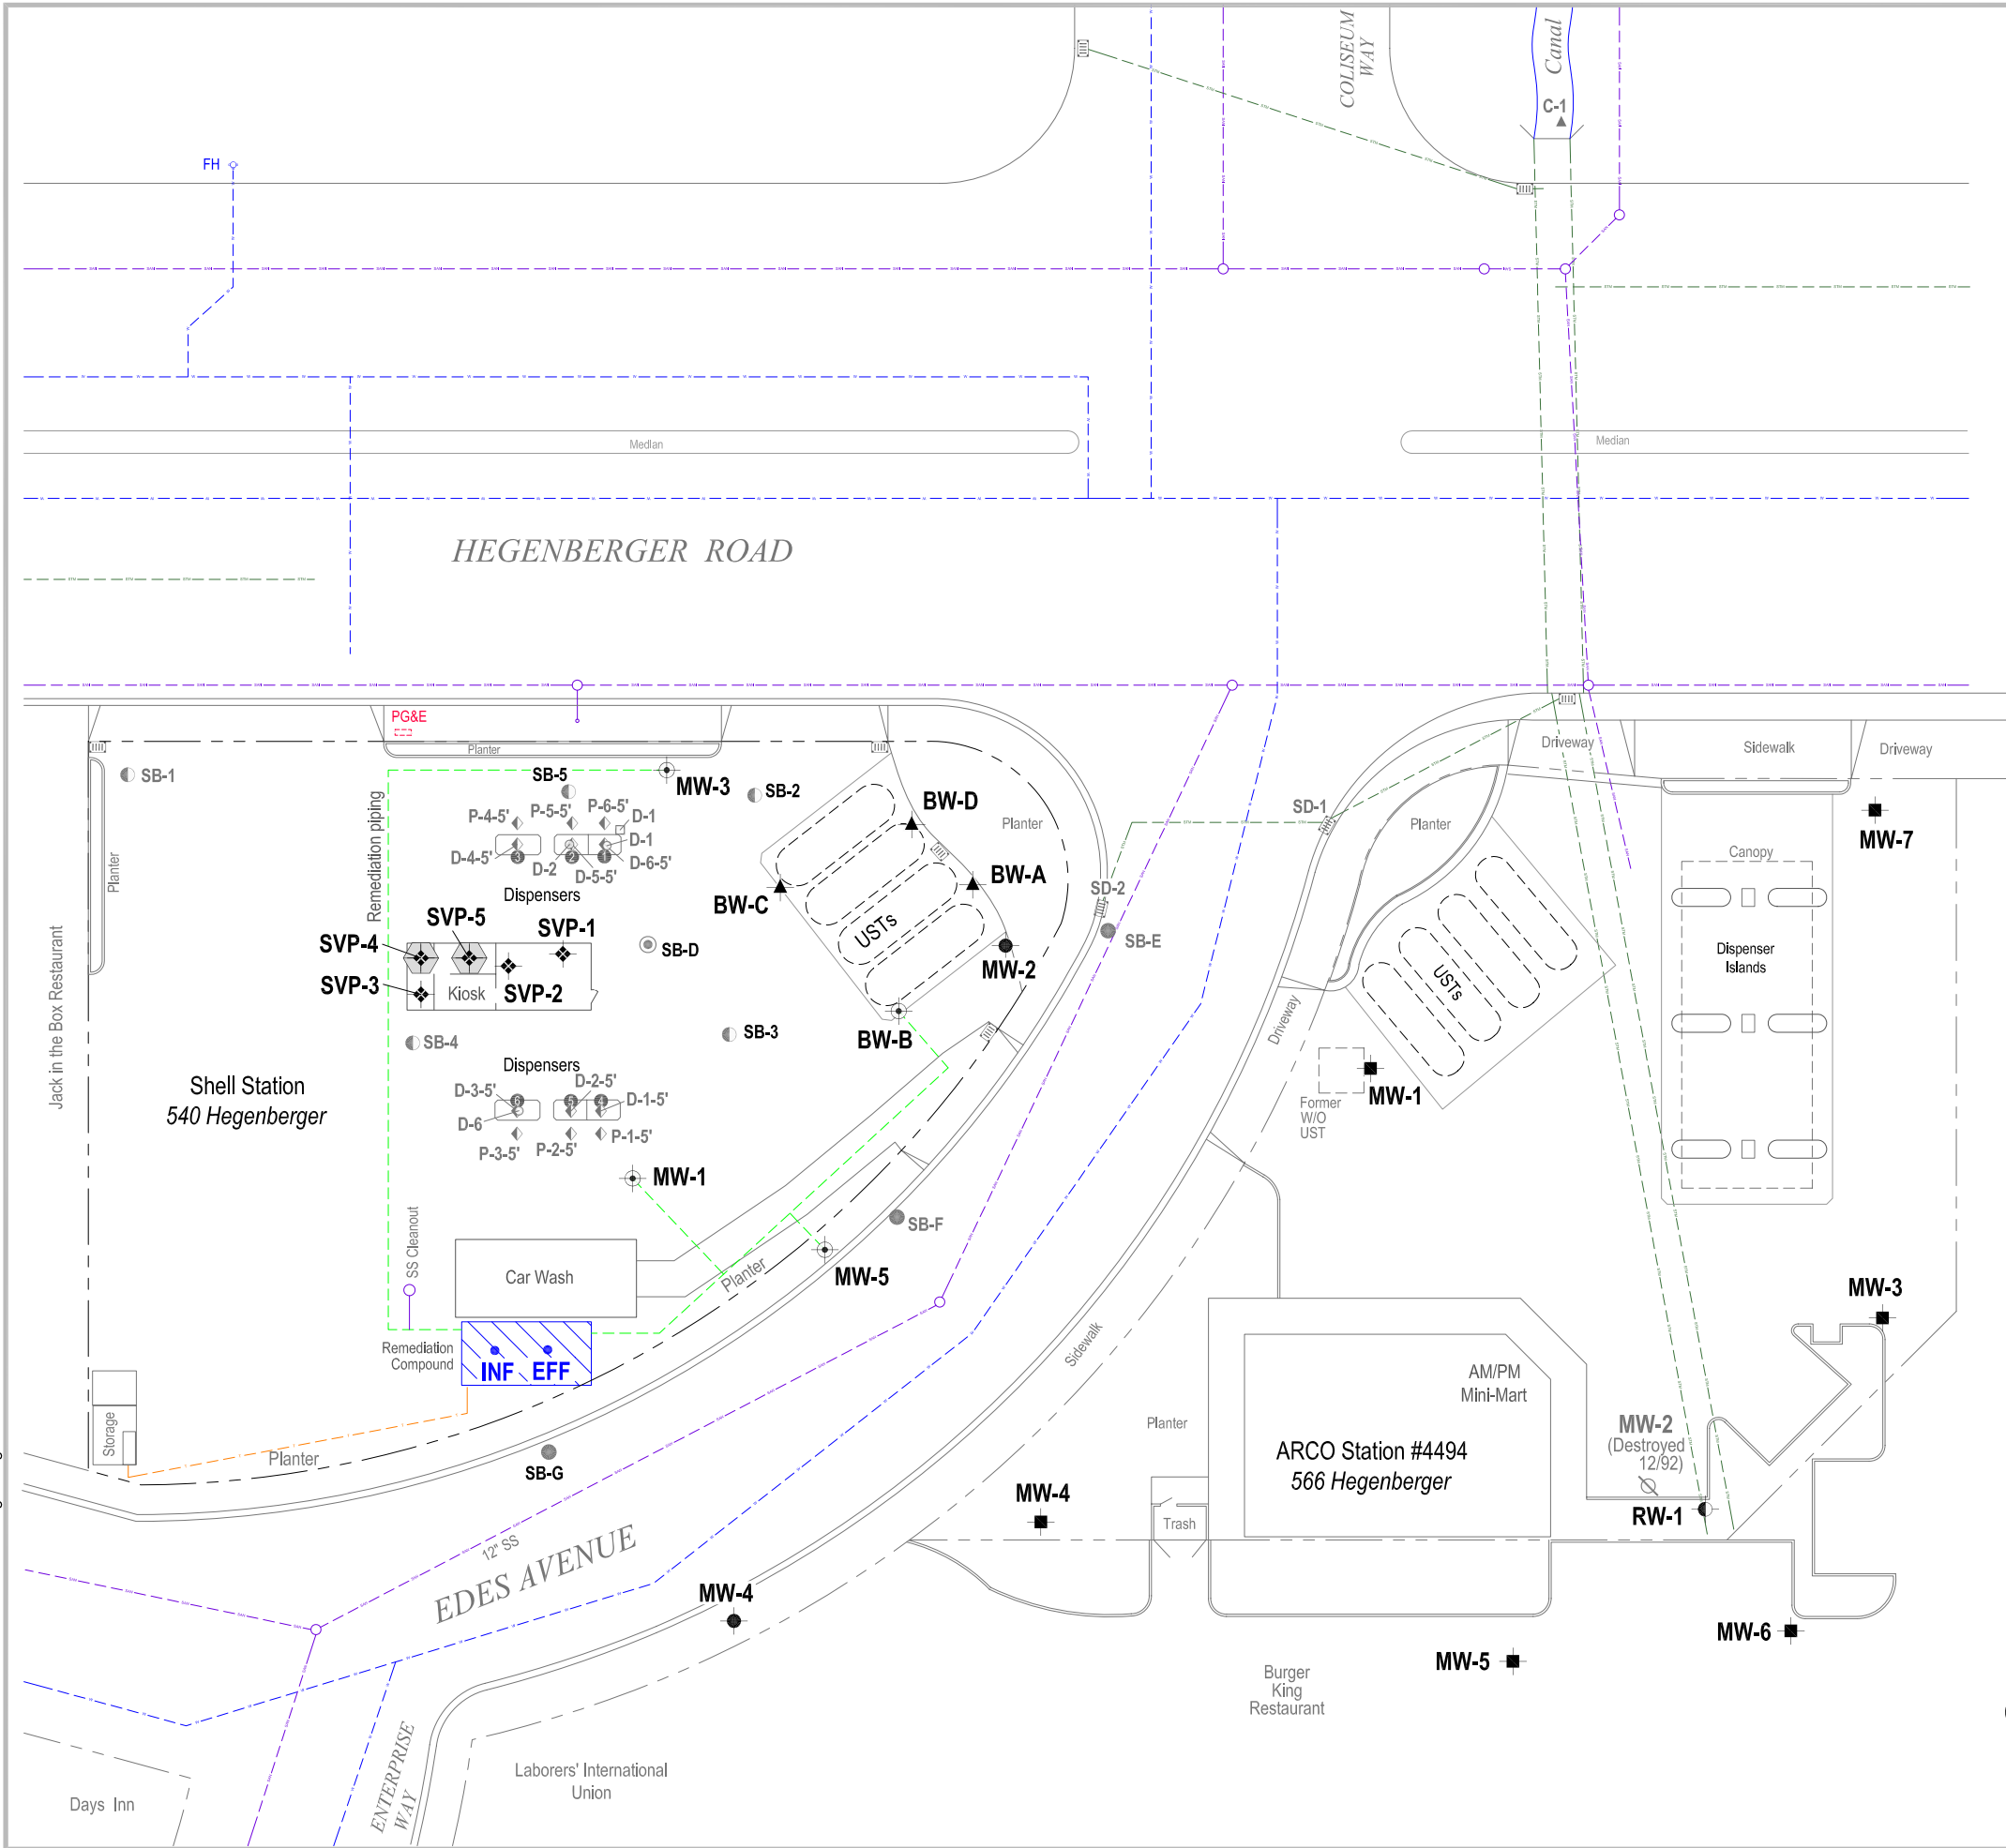 COLISEUM
WAY
Canal
C-1
FH
Median
Median
HEGENBERGER ROAD
PG&E
Planter
Driveway
Sidewalk
Driveway
SB-1
SB-5
MW-3
SB-2
BW-D
Planter
SD-1
Planter
MW-7
P-4-5'
P-5-5'
P-6-5'
D-1
D-1
D-4-5'
3
2
1
D-2
D-5-5'
D-6-5'
Canopy
Planter
Remediation piping
Dispensers
BW-A
BW-C
SD-2
SVP-5
SVP-1
SVP-4
USTs
SB-E
SB-D
MW-2
Dispenser
Islands
USTs
SVP-3
Kiosk
SVP-2
Jack in the Box Restaurant
SB-4
SB-3
BW-B
Driveway
Dispensers
MW-1
Former
W/O
UST
Shell Station
540 Hegenberger
D-3-5'
D-2-5'
6
5
4
D-1-5'
D-6
P-3-5'
P-2-5'
P-1-5'
MW-1
SB-F
SS Cleanout
Car Wash
Planter
MW-5
MW-3
Remediation
Compound
INF
EFF
Sidewalk
AM/PM
Mini-Mart
Storage
Planter
SB-G
Planter
ARCO Station #4494
566 Hegenberger
MW-2
(Destroyed
12/92)
RW-1
MW-4
Trash
12" SS
EDES AVENUE
MW-4
MW-6
MW-5
Burger
King
Restaurant
ENTERPRISE
WAY
Laborers' International
Union
Days Inn